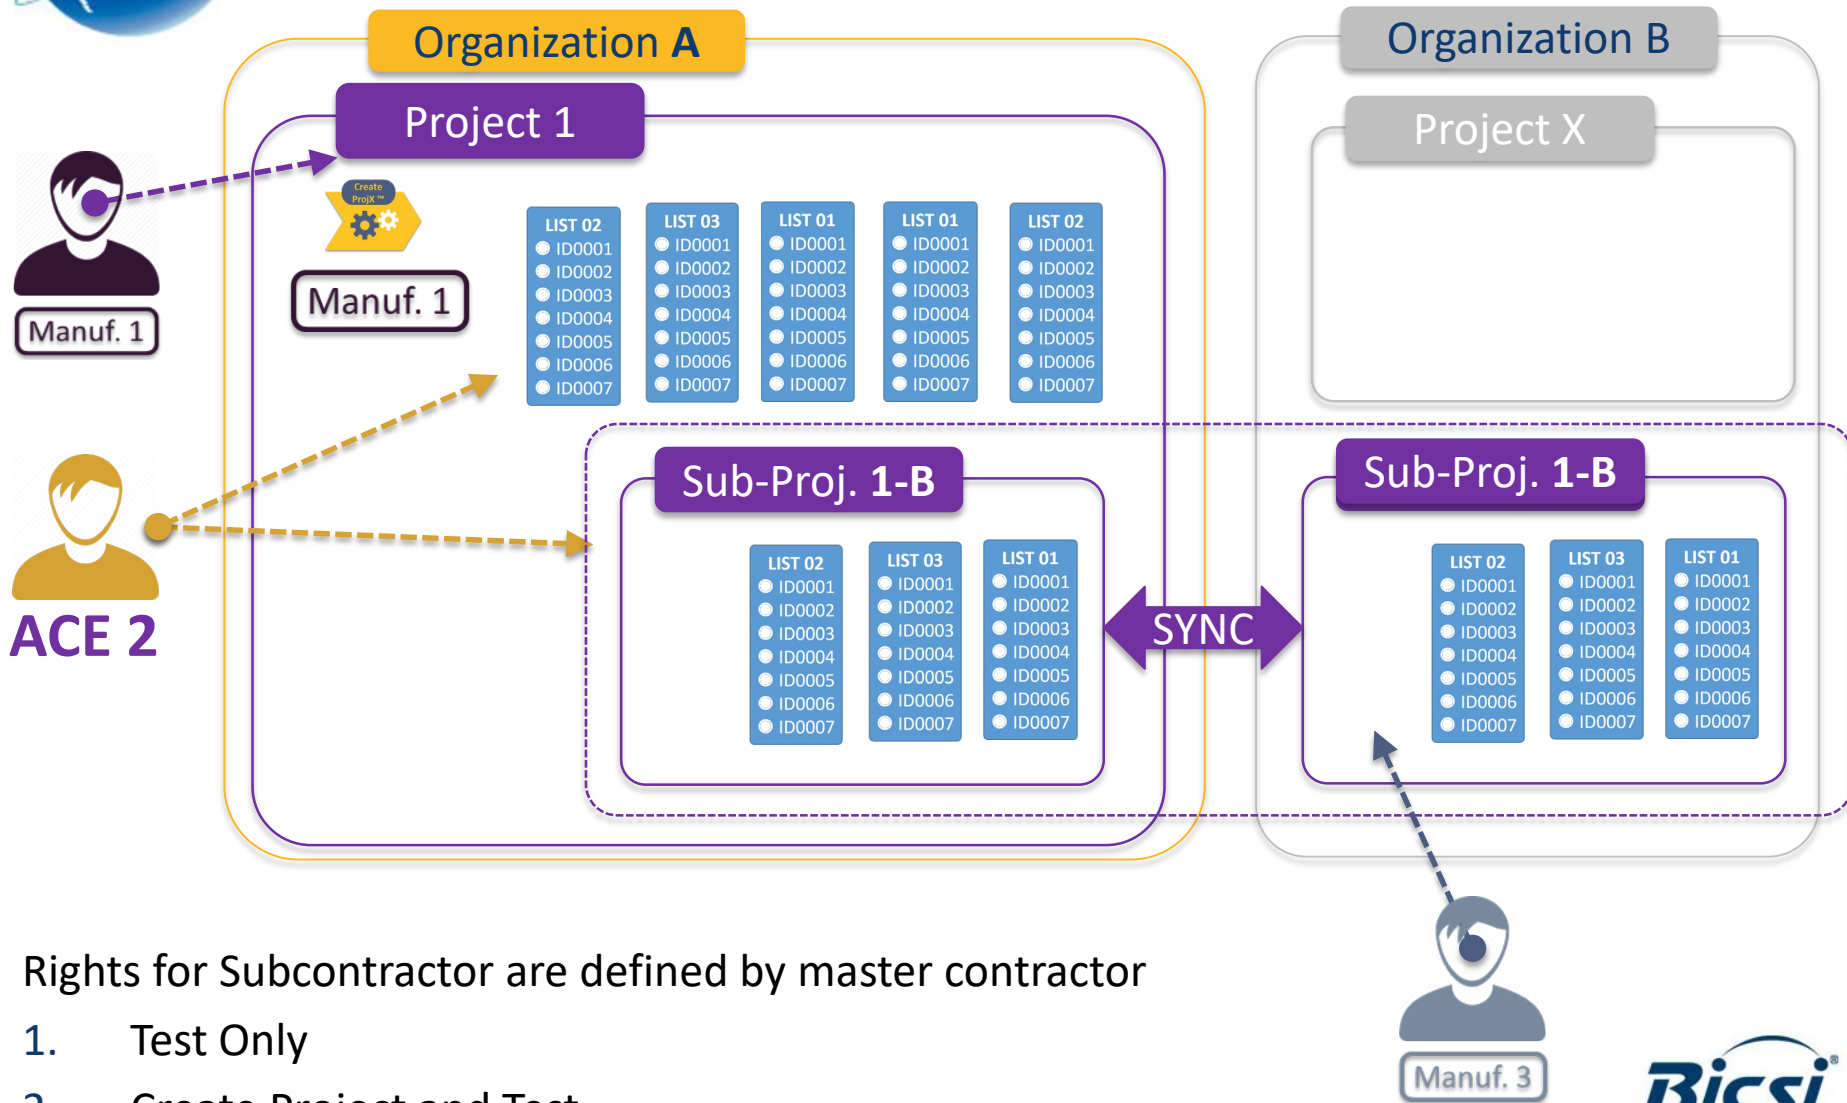 Organization A
Organization B
Project 1
Project X
Create
ProjX ™
Manuf. 1
Manuf. 1
LIST 02
ID0001
ID0002
ID0003
ID0004
ID0005
ID0006
ID0007
LIST 03
ID0001
ID0002
ID0003
ID0004
ID0005
ID0006
ID0007
LIST 01
ID0001
ID0002
ID0003
ID0004
ID0005
ID0006
ID0007
LIST 01
ID0001
ID0002
ID0003
ID0004
ID0005
ID0006
ID0007
LIST 02
ID0001
ID0002
ID0003
ID0004
ID0005
ID0006
ID0007
ACE 2
Sub-Proj. 1-B
LIST 02
ID0001
ID0002
ID0003
ID0004
ID0005
ID0006
ID0007
LIST 03
ID0001
ID0002
ID0003
ID0004
ID0005
ID0006
ID0007
LIST 01
ID0001
ID0002
ID0003
ID0004
ID0005
ID0006
ID0007
SYNC
Sub-Proj. 1-B
LIST 02
ID0001
ID0002
ID0003
ID0004
ID0005
ID0006
ID0007
LIST 03
ID0001
ID0002
ID0003
ID0004
ID0005
ID0006
ID0007
LIST 01
ID0001
ID0002
ID0003
ID0004
ID0005
ID0006
ID0007
Rights for Subcontractor are defined by master contractor
1. Test Only
2. Create Project and Test
Manuf. 3
Bicsi®